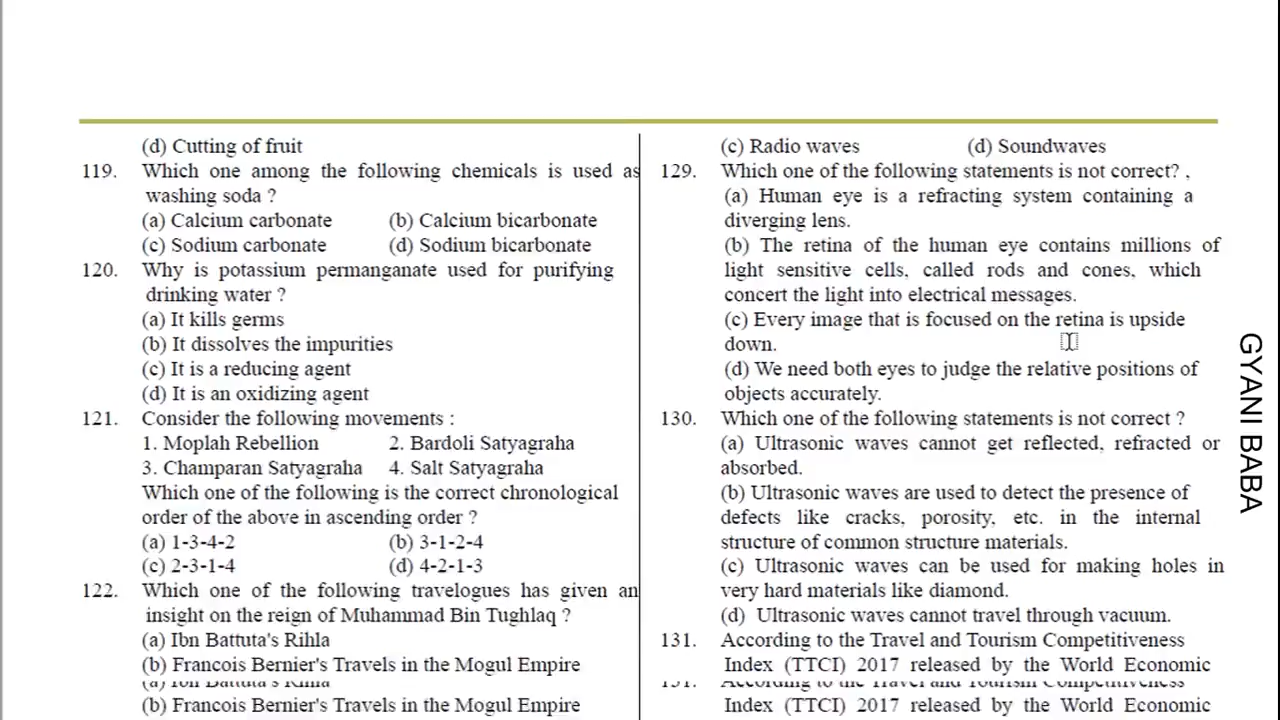 (d) Cutting of fruit
119. Which one among the following chemicals is used as
washing soda ?
(a) Calcium carbonate (b) Calcium bicarbonate
(c) Sodium carbonate (d) Sodium bicarbonate
120. Why is potassium permanganate used for purifying
drinking water ?
(a) It kills germs
(b) It dissolves the impurities
(c) It is a reducing agent
(d) It is an oxidizing agent
121. Consider the following movements :
1. Moplah Rebellion 2. Bardoli Satyagraha
3. Champaran Satyagraha 4. Salt Satyagraha
Which one of the following is the correct chronological
order of the above in ascending order ?
(a) 1-3-4-2 (b) 3-1-2-4
(c) 2-3-1-4 (d) 4-2-1-3
122. Which one of the following travelogues has given an
insight on the reign of Muhammad Bin Tughlaq ?
(a) Ibn Battuta's Rihla
(b) Francois Bernier's Travels in the Mogul Empire
(a) Ibn Battuta's Rihla
(b) Francois Bernier's Travels in the Mogul Empire
(c) Radio waves (d) Soundwaves
129. Which one of the following statements is not correct? ,
(a) Human eye is a refracting system containing a
diverging lens.
(b) The retina of the human eye contains millions of
light sensitive cells, called rods and cones, which
concert the light into electrical messages.
(c) Every image that is focused on the retina is upside
down.
(d) We need both eyes to judge the relative positions of
objects accurately.
130. Which one of the following statements is not correct ?
(a) Ultrasonic waves cannot get reflected, refracted or
absorbed.
(b) Ultrasonic waves are used to detect the presence of
defects like cracks, porosity, etc. in the internal
structure of common structure materials.
(c) Ultrasonic waves can be used for making holes in
very hard materials like diamond.
(d) Ultrasonic waves cannot travel through vacuum.
131. According to the Travel and Tourism Competitiveness
Index (TTCI) 2017 released by the World Economic
131. According to the Travel and Tourism Competitiveness
Index (TTCI) 2017 released by the World Economic
GYANI BABA